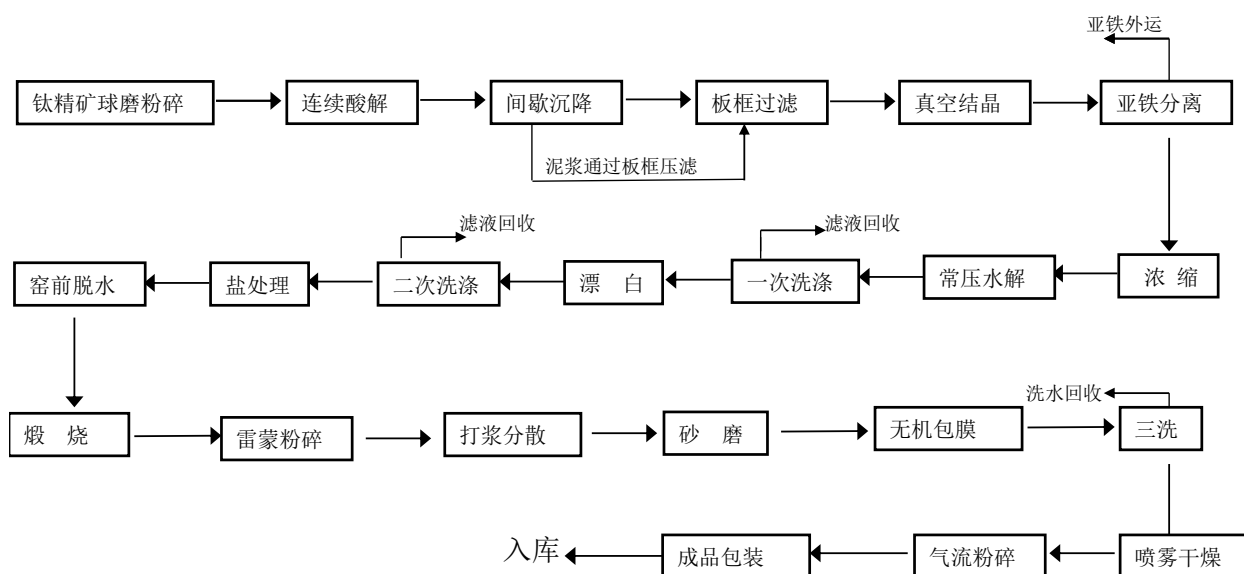 亚铁外运
钛精矿球磨粉碎
连续酸解
间歇沉降
板框过滤
真空结晶
亚铁分离
泥浆通过板框压滤
滤液回收
滤液回收
窑前脱水
盐处理
二次洗涤
漂 白
一次洗涤
常压水解
浓 缩
洗水回收
煅 烧
雷蒙粉碎
打浆分散
砂 磨
无机包膜
三洗
入库
成品包装
气流粉碎
喷雾干燥